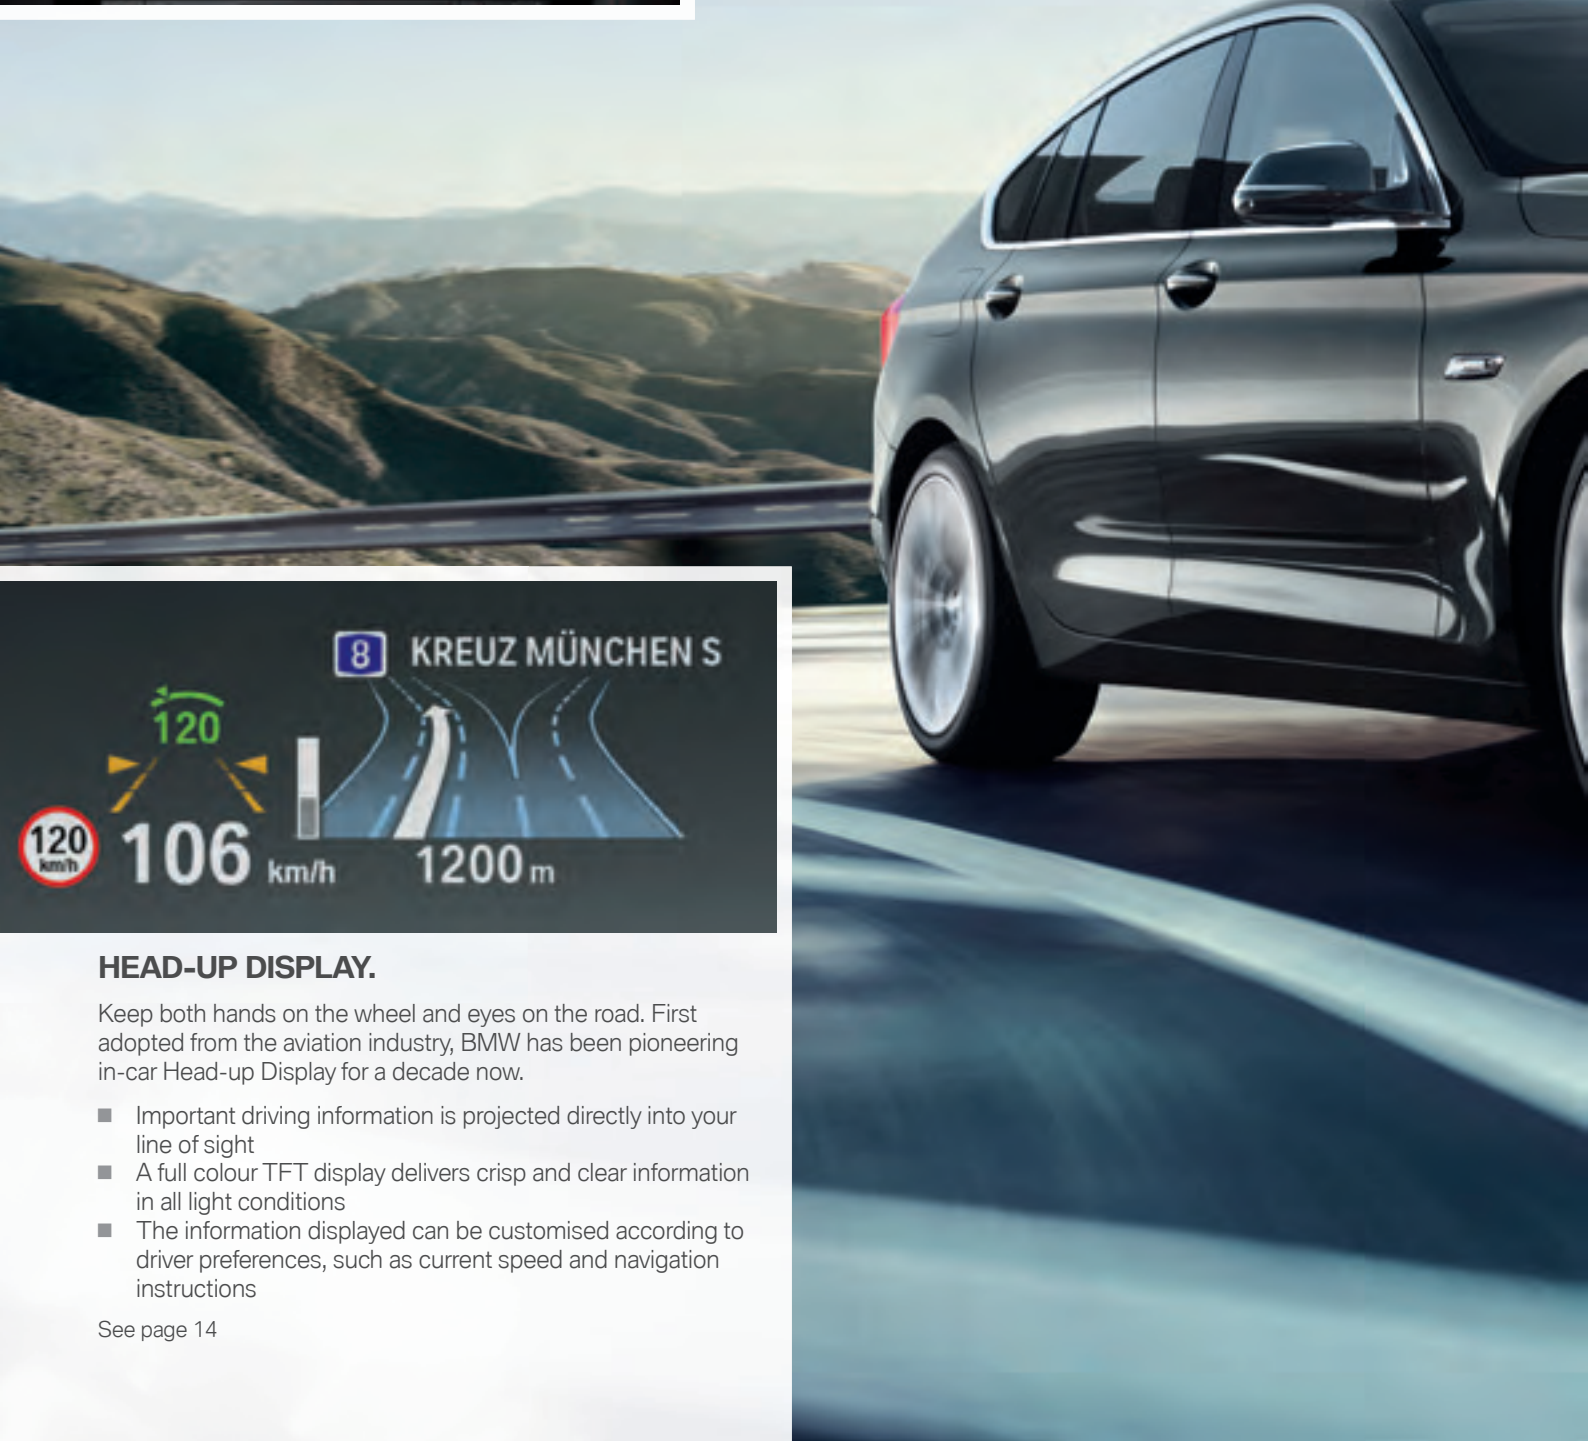 8 KREUZ MÜNCHEN S
120
120
km/h
106 km/h
1200 m
HEAD-UP DISPLAY.
Keep both hands on the wheel and eyes on the road. First
adopted from the aviation industry, BMW has been pioneering
in-car Head-up Display for a decade now.
■ Important driving information is projected directly into your
line of sight
■ A full colour TFT display delivers crisp and clear information
in all light conditions
■ The information displayed can be customised according to
driver preferences, such as current speed and navigation
instructions
See page 14